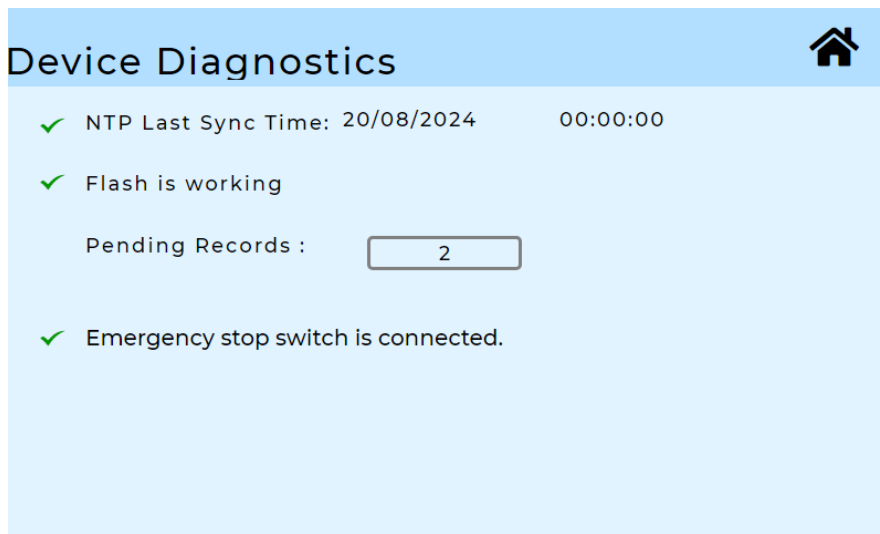 Device Diagnostics
NTP Last Sync Time: 20/08/2024 00:00:00
Flash is working
Pending Records : 2
Emergency stop switch is connected.